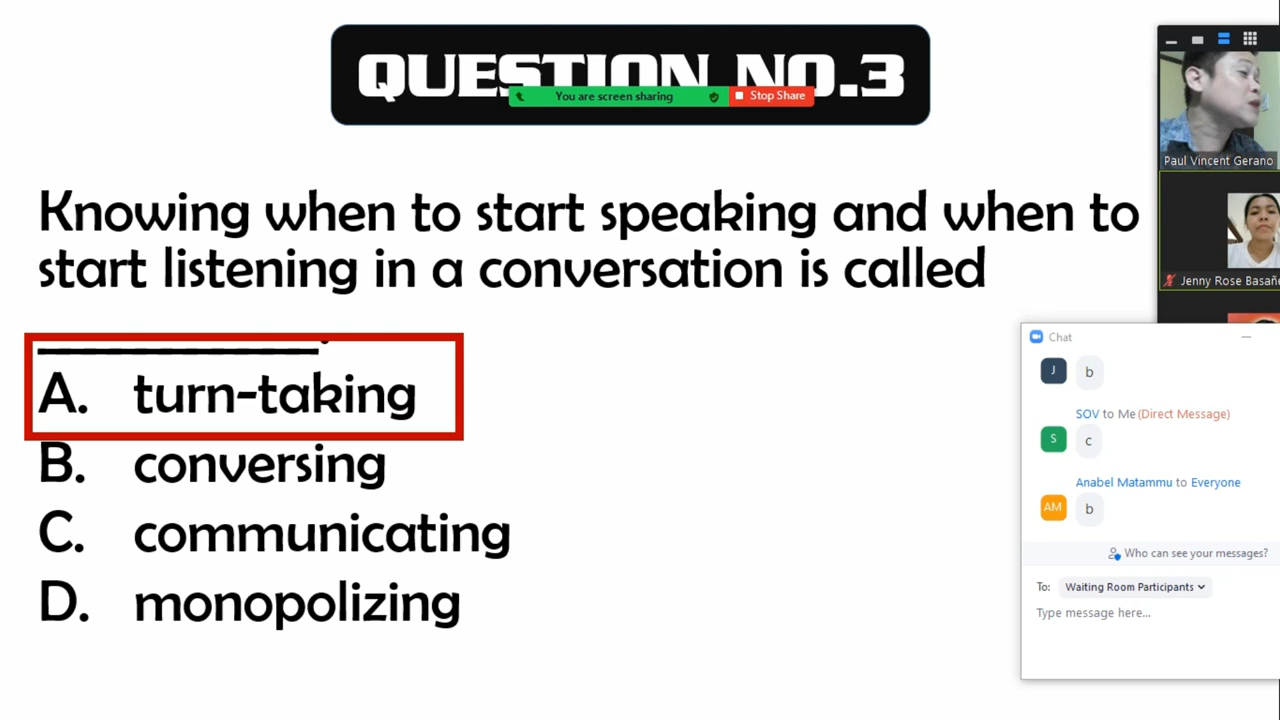 QUESTION NO.3
You are screen sharing
Stop Share
Knowing when to start speaking and when to
start listening in a conversation is called
____________.
A. turn-taking
B. conversing
C. communicating
D. monopolizing
Paul Vincent Gerano
Jenny Rose Basañe
Chat
J
b
SOV to Me (Direct Message)
S
c
Anabel Matammu to Everyone
AM
b
Who can see your messages?
To: Waiting Room Participants
Type message here...